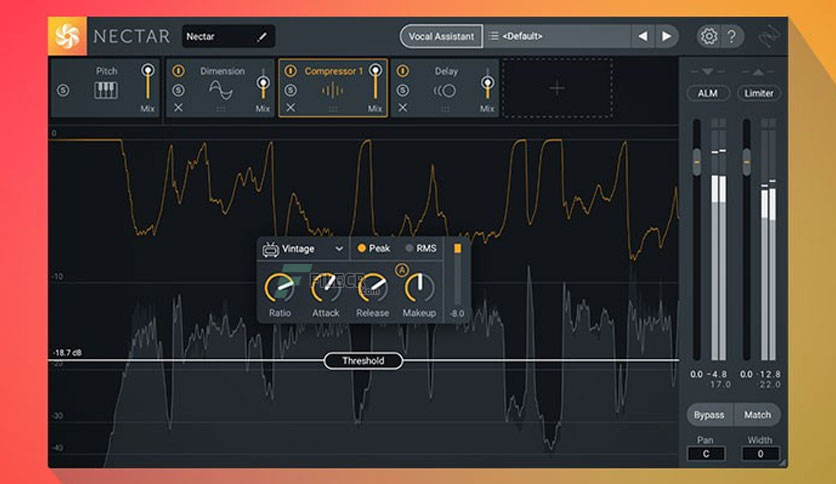 NECTAR Nectar Vocal Assistant <Default> ?
Pitch Dimension Compressor 1 Delay
S S S S
Mix Mix Mix Mix
ALM Limiter
0
Vintage Peak RMS
FILECR
.com
A
Ratio Attack Release Makeup -8.0
-10
-18.7 dB
Threshold
-20
-30
-40
0.0 -4.8 0.0 -12.8
-17.0 -22.0
Bypass Match
Pan Width
C 0